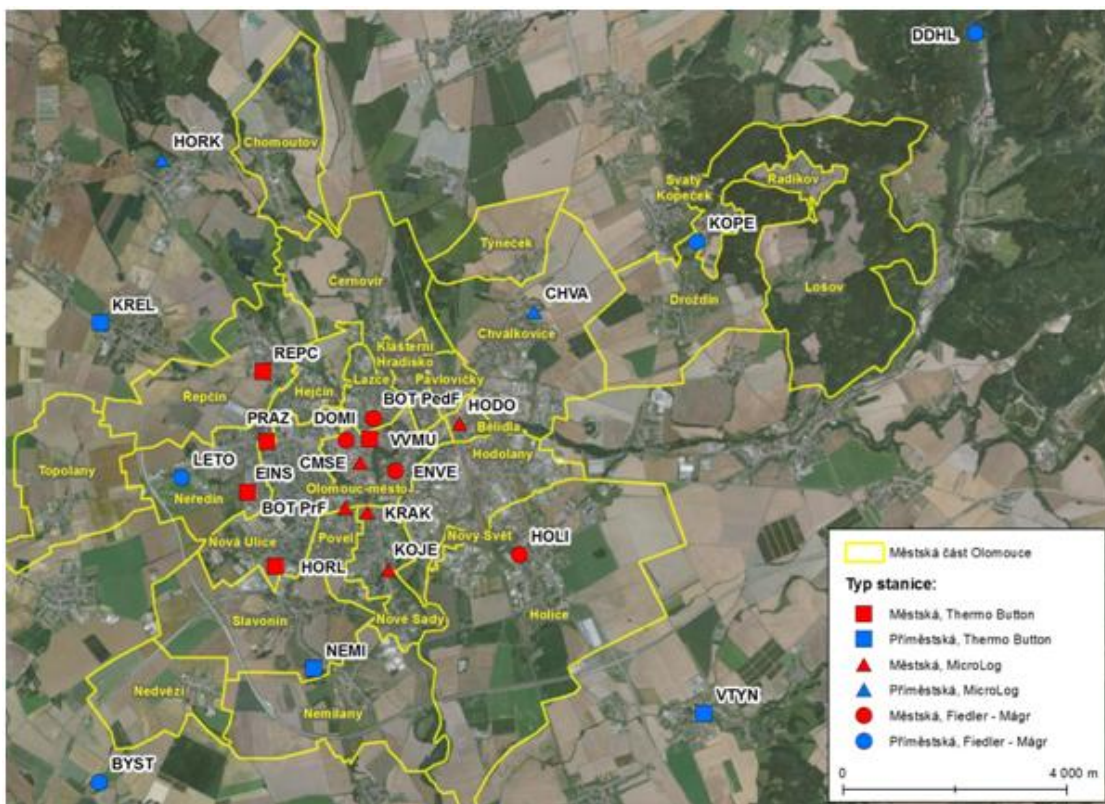 DDHL
HORK
Chomoutov
Radíkov
Svatý
Kopeček
KOPE
Týneček
Černovír
CHVA
Droždín
Lošov
KREL
Chválkovice
Klášterní
Hradisko
REPC
Lazce
Pavlovičky
Řepčín
Hejčín
BOT PedF
HODO
PRAZ
DOMI
Bělidla
VVMU
Hodolany
LETO
CMSE
ENVE
Topolany
EINS
Neředín
Olomouc-město
BOT PrF
KRAK
Nová Ulice
Povel
Nový Svět
HOLI
KOJE
HORL
Slavonín
Nové Sady
Holice
NEMI
Nedvězí
Nemilany
VTYN
BYST
Městská část Olomouce
Typ stanice:
Městská, Thermo Button
Příměstská, Thermo Button
Městská, MicroLog
Příměstská, MicroLog
Městská, Fiedler - Mágr
Příměstská, Fiedler - Mágr
0 4 000 m